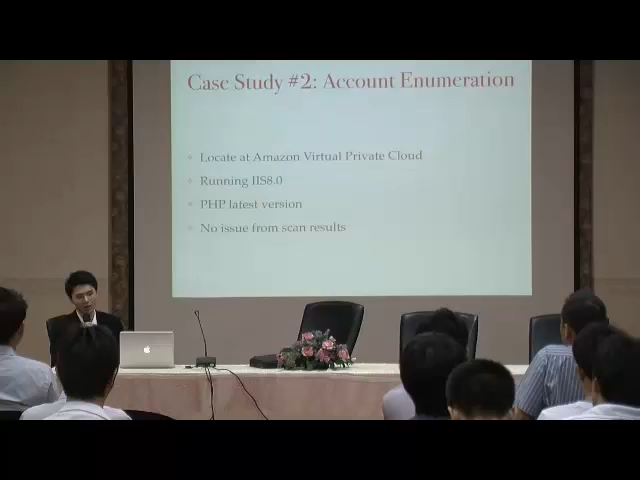 Case Study #2: Account Enumeration
Locate at Amazon Virtual Private Cloud
Running IIS8.0
PHP latest version
No issue from scan results